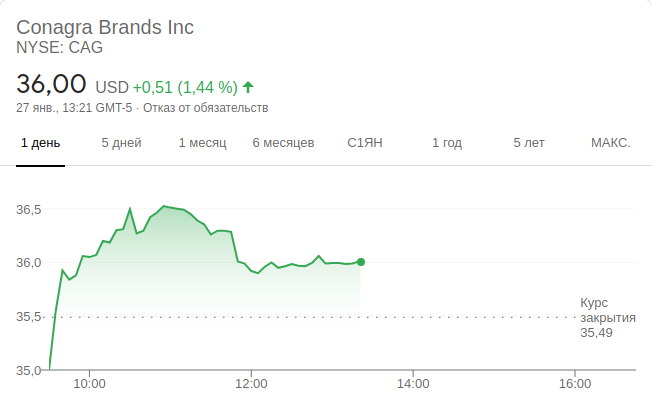 Conagra Brands Inc
NYSE: CAG
36,00 USD +0,51 (1,44 %)
27 янв., 13:21 GMT-5 · Отказ от обязательств
1 день 5 дней 1 месяц 6 месяцев С1ЯН 1 год 5 лет МАКС.
36,5
36,0
35,5
35,0
Курс
закрытия
35,49
10:00 12:00 14:00 16:00